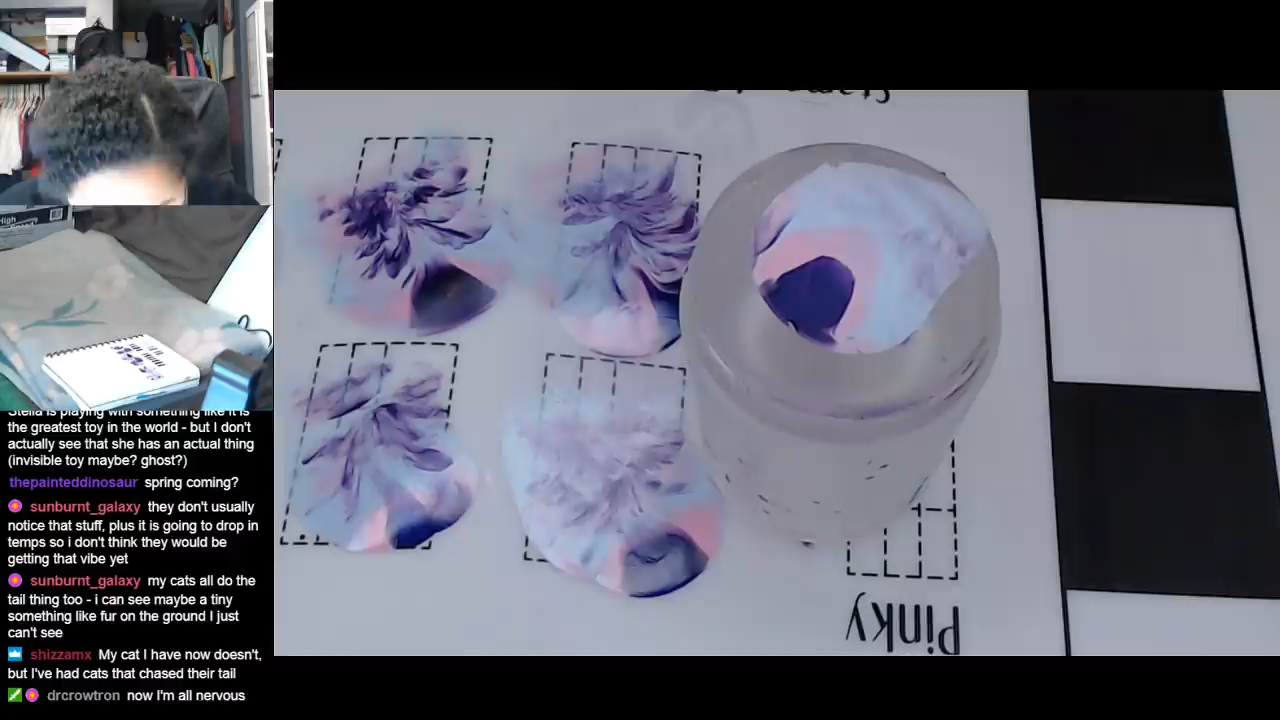 High
Stella is playing with something like it is
the greatest toy in the world - but I don't
actually see that she has an actual thing
(invisible toy maybe? ghost?)
thepainteddinosaur spring coming?
sunburnt_galaxy they don't usually
notice that stuff, plus it is going to drop in
temps so i don't think they would be
getting that vibe yet
sunburnt_galaxy my cats all do the
tail thing too - i can see maybe a tiny
something like fur on the ground I just
can't see
shizzamx My cat I have now doesn't,
but I've had cats that chased their tail
drcrowtron now I'm all nervous
Pinky